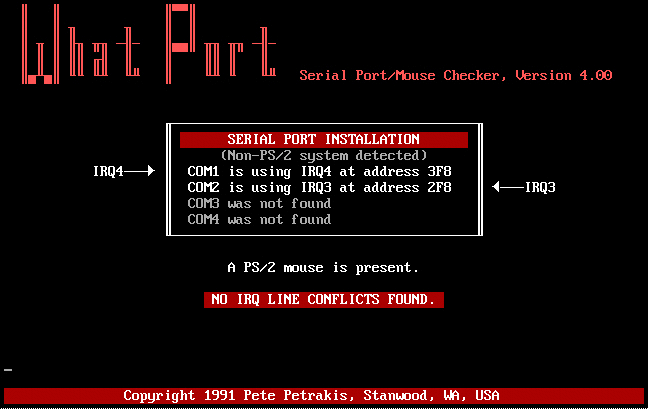 What Port
Serial Port/Mouse Checker, Version 4.00
SERIAL PORT INSTALLATION
(Non-PS/2 system detected)
IRQ4
COM1 is using IRQ4 at address 3F8
COM2 is using IRQ3 at address 2F8
IRQ3
COM3 was not found
COM4 was not found
A PS/2 mouse is present.
NO IRQ LINE CONFLICTS FOUND.
Copyright 1991 Pete Petrakis, Stanwood, WA, USA